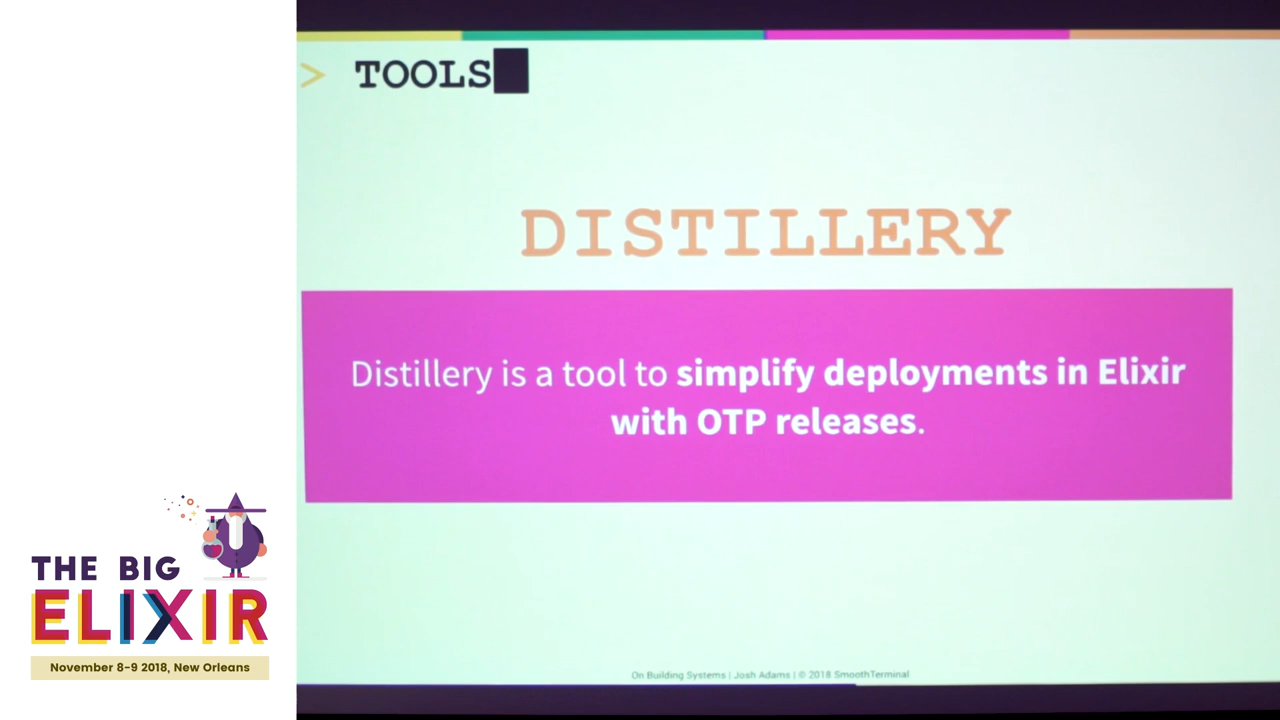 > TOOLS
DISTILLERY
Distillery is a tool to simplify deployments in Elixir
with OTP releases.
On Building Systems | Josh Adams | © 2018 SmoothTerminal
THE BIG
ELIXIR
November 8-9 2018, New Orleans